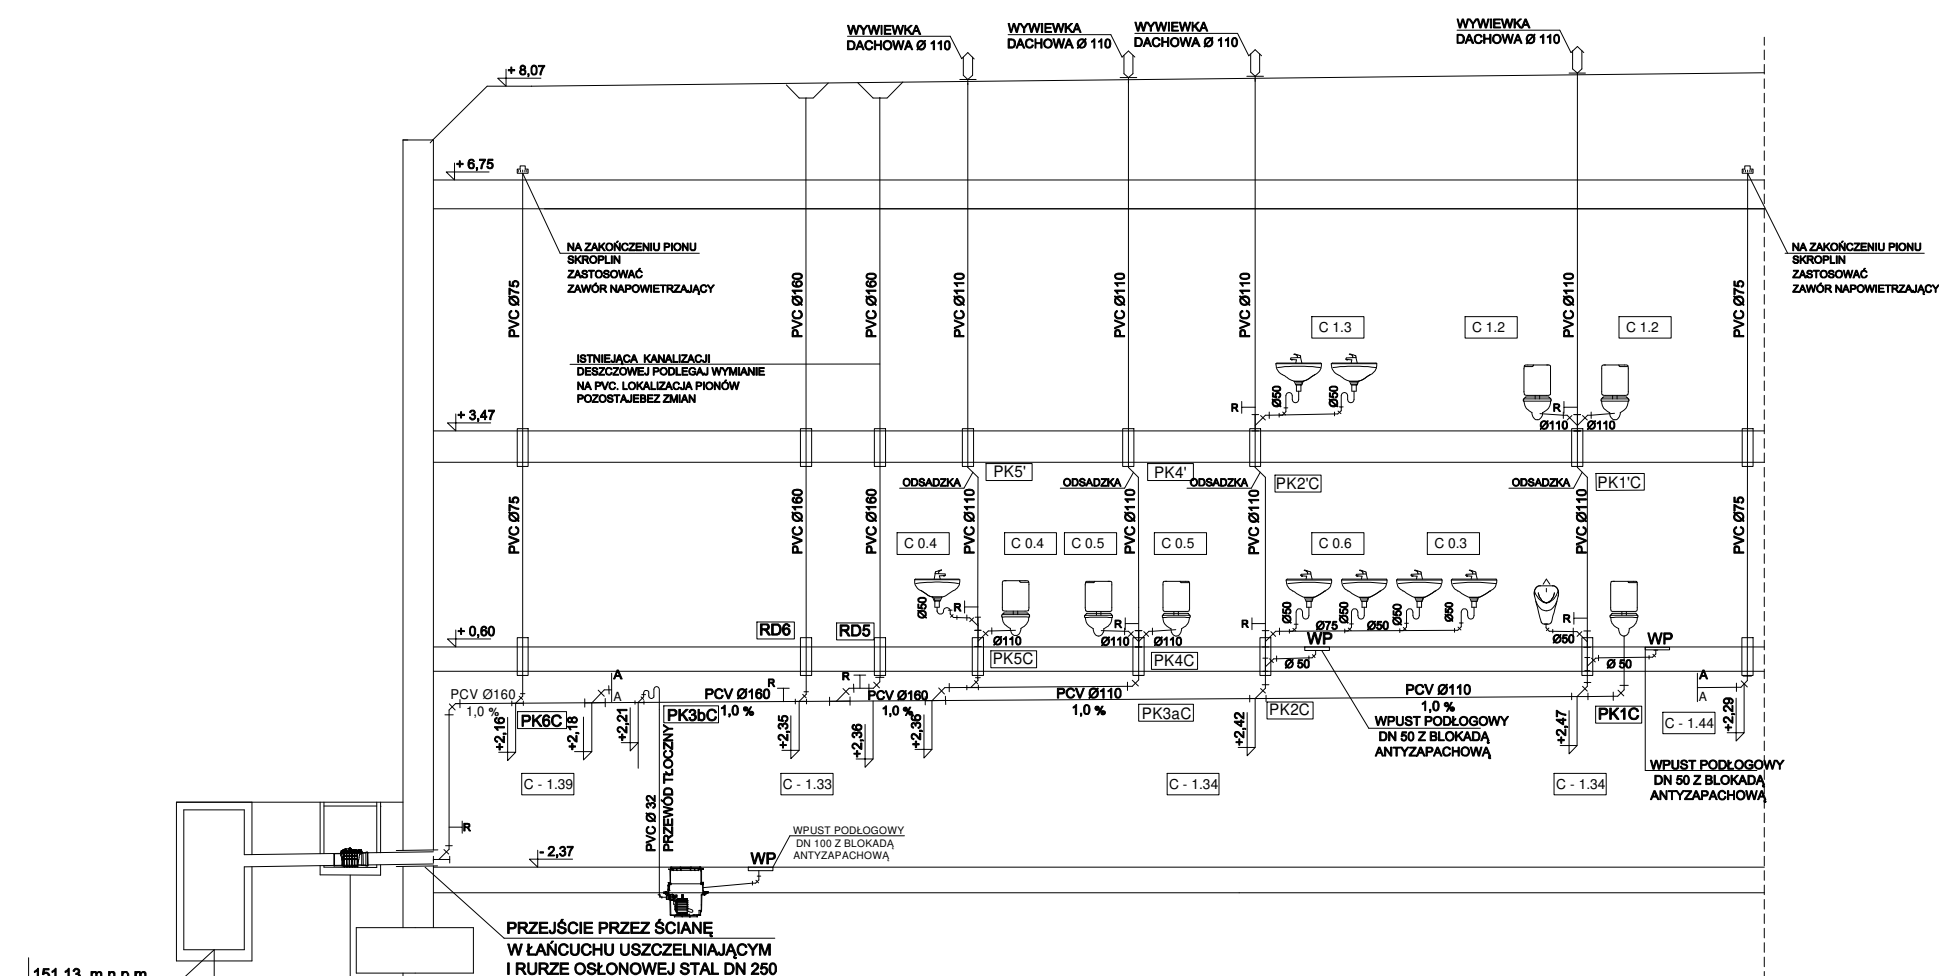 WYWIEWKA
DACHOWA Ø 110
WYWIEWKA
DACHOWA Ø 110
WYWIEWKA
DACHOWA Ø 110
WYWIEWKA
DACHOWA Ø 110
+ 8,07
+ 6,75
NA ZAKOŃCZENIU PIONU
SKROPLIN
ZASTOSOWAĆ
ZAWÓR NAPOWIETRZAJĄCY
NA ZAKOŃCZENIU PIONU
SKROPLIN
ZASTOSOWAĆ
ZAWÓR NAPOWIETRZAJĄCY
PVC Ø75
PVC Ø160
PVC Ø160
PVC Ø110
PVC Ø110
PVC Ø110
PVC Ø110
PVC Ø75
C 1.3
C 1.2
C 1.2
ISTNIEJĄCA KANALIZACJI
DESZCZOWEJ PODLEGAJ WYMIANIE
NA PVC. LOKALIZACJA PIONÓW
POZOSTAJEBEZ ZMIAN
Ø50
Ø50
R
R
+ 3,47
Ø110
Ø110
PK5'
PK4'
ODSADZKA
ODSADZKA
ODSADZKA
PK2'C
ODSADZKA
PK1'C
PVC Ø75
PVC Ø160
PVC Ø160
PVC Ø110
PVC Ø110
PVC Ø110
PVC Ø110
PVC Ø75
C 0.4
C 0.4
C 0.5
C 0.5
C 0.6
C 0.3
Ø50
R
R
R
Ø50
Ø50
Ø50
Ø50
R
+ 0,60
RD6
RD5
Ø110
Ø110
Ø110
Ø75
Ø50
Ø50
WP
WP
PK5C
PK4C
Ø 50
Ø 50
A
A
R
R
A
A
PCV Ø160
1,0 %
PCV Ø160
1,0 %
PCV Ø160
1,0 %
PCV Ø110
1,0 %
PCV Ø110
1,0 %
PK6C
PK3bC
PK3aC
PK2C
PK1C
+2,16
+2,18
+2,21
+2,35
+2,36
+2,36
+2,42
+2,47
+2,29
C - 1.44
WPUST PODŁOGOWY
DN 50 Z BLOKADĄ
ANTYZAPACHOWĄ
WPUST PODŁOGOWY
DN 50 Z BLOKADĄ
ANTYZAPACHOWĄ
C - 1.39
C - 1.33
C - 1.34
C - 1.34
PVC Ø 32
PRZEWÓD TŁOCZNY
R
WPUST PODŁOGOWY
DN 100 Z BLOKADĄ
ANTYZAPACHOWĄ
- 2,37
WP
PRZEJŚCIE PRZEZ ŚCIANĘ
W ŁAŃCUCHU USZCZELNIAJĄCYM
I RURZE OSŁONOWEJ STAL DN 250
151,13 m n.p.m.